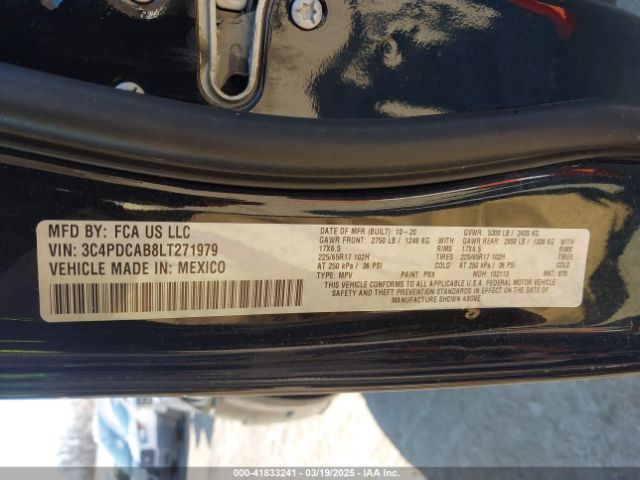 MFD BY: FCA US LLC
VIN: 3C4PDCAB8LT271979
VEHICLE MADE IN: MEXICO
DATE OF MFR (BUILT): 10-20 GVWR: 5300 LB / 2405 KG
GAWR FRONT: 2750 LB / 1248 KG GAWR REAR: 2950 LB / 1339 KG
17X6.5 17X6.5
225/65R17 102H TIRES 225/65R17 102H TIRES
AT 250 kPa / 36 PSI COLD AT 250 kPa / 36 PSI COLD
TYPE: MPV PAINT: PX8 MDH: 102112
THIS VEHICLE CONFORMS TO ALL APPLICABLE U.S.A. FEDERAL MOTOR VEHICLE
SAFETY AND THEFT PREVENTION STANDARDS IN EFFECT ON THE DATE OF
MANUFACTURE SHOWN ABOVE.
000-41833241 - 03/19/2025 - IAA Inc.